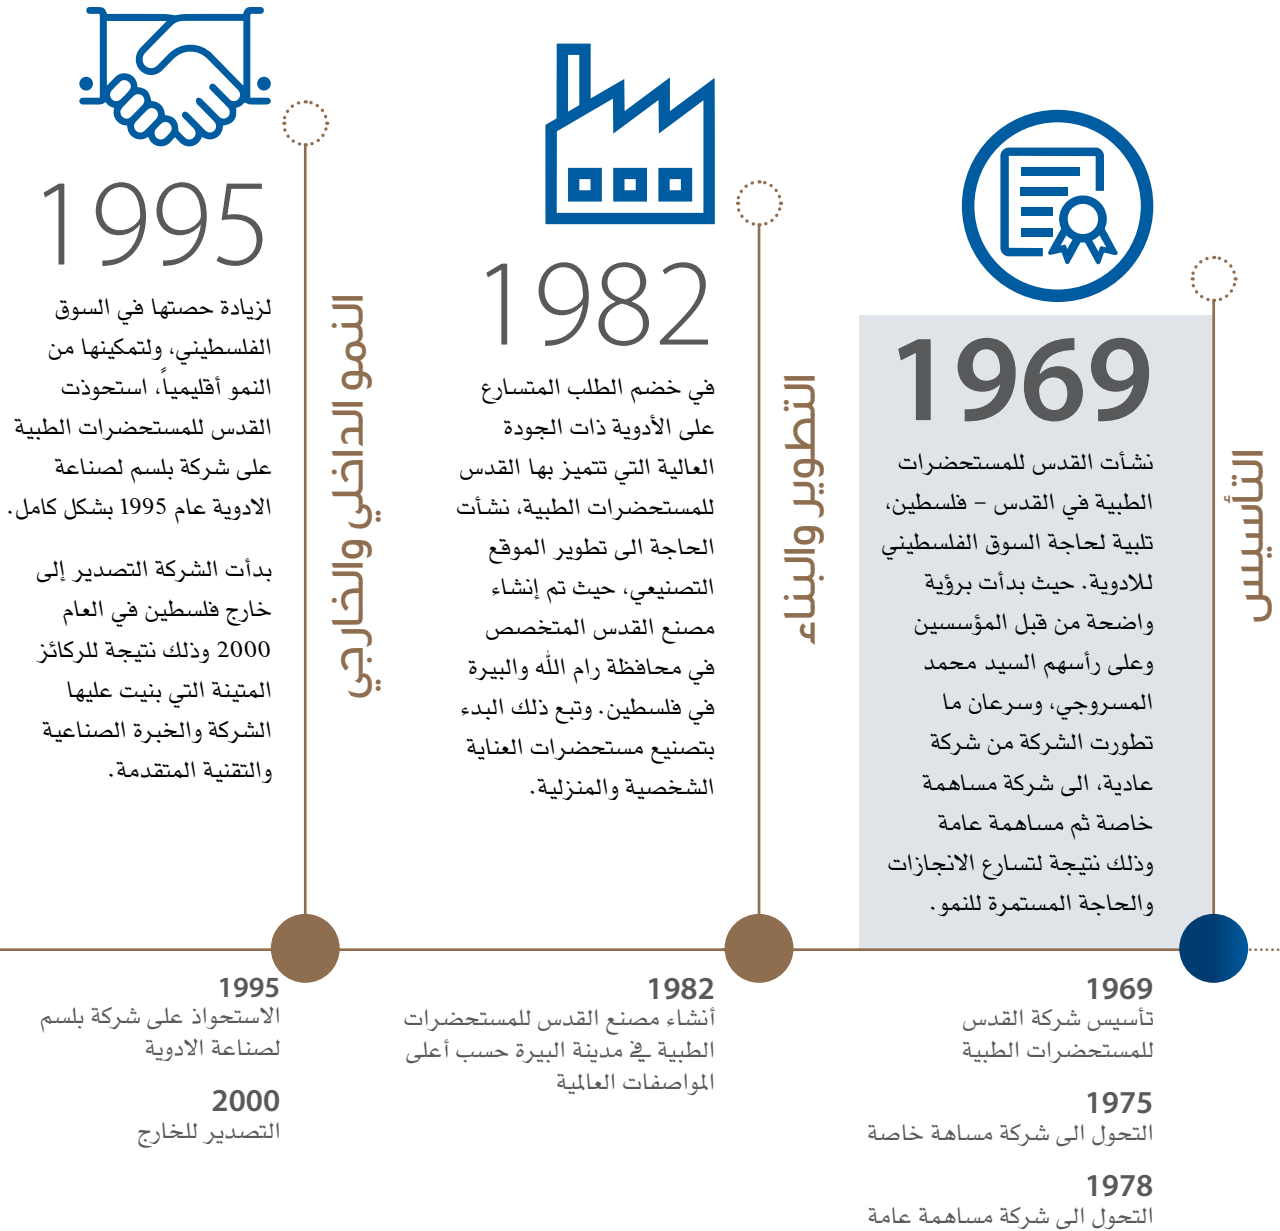 التأسيس
1969
نشأت القدس للمستحضرات
الطبية في القدس – فلسطين،
تلبية لحاجة السوق الفلسطيني
للادوية. حيث بدأت برؤية
واضحة من قبل المؤسسين
وعلى رأسهم السيد محمد
المسروجي، وسرعان ما
تطورت الشركة من شركة
عادية، الى شركة مساهمة
خاصة ثم مساهمة عامة
وذلك نتيجة لتسارع الانجازات
والحاجة المستمرة للنمو.
1969
تأسيس شركة القدس
للمستحضرات الطبية
1975
التحول الى شركة مساهة خاصة
1978
التحول الى شركة مساهمة عامة
التطوير والبناء
1982
في خضم الطلب المتسارع
على الأدوية ذات الجودة
العالية التي تتميز بها القدس
للمستحضرات الطبية، نشأت
الحاجة الى تطوير الموقع
التصنيعي، حيث تم إنشاء
مصنع القدس المتخصص
في محافظة رام الله والبيرة
في فلسطين. وتبع ذلك البدء
بتصنيع مستحضرات العناية
الشخصية والمنزلية.
1982
أنشاء مصنع القدس للمستحضرات
الطبية في مدينة البيرة حسب أعلى
المواصفات العالمية
النمو الداخلي والخارجي
1995
لزيادة حصتها في السوق
الفلسطيني، ولتمكينها من
النمو أقليمياً، استحوذت
القدس للمستحضرات الطبية
على شركة بلسم لصناعة
الادوية عام 1995 بشكل كامل.
بدأت الشركة التصدير إلى
خارج فلسطين في العام
2000 وذلك نتيجة للركائز
المتينة التي بنيت عليها
الشركة والخبرة الصناعية
والتقنية المتقدمة.
1995
الاستحواذ على شركة بلسم
لصناعة الادوية
2000
التصدير للخارج